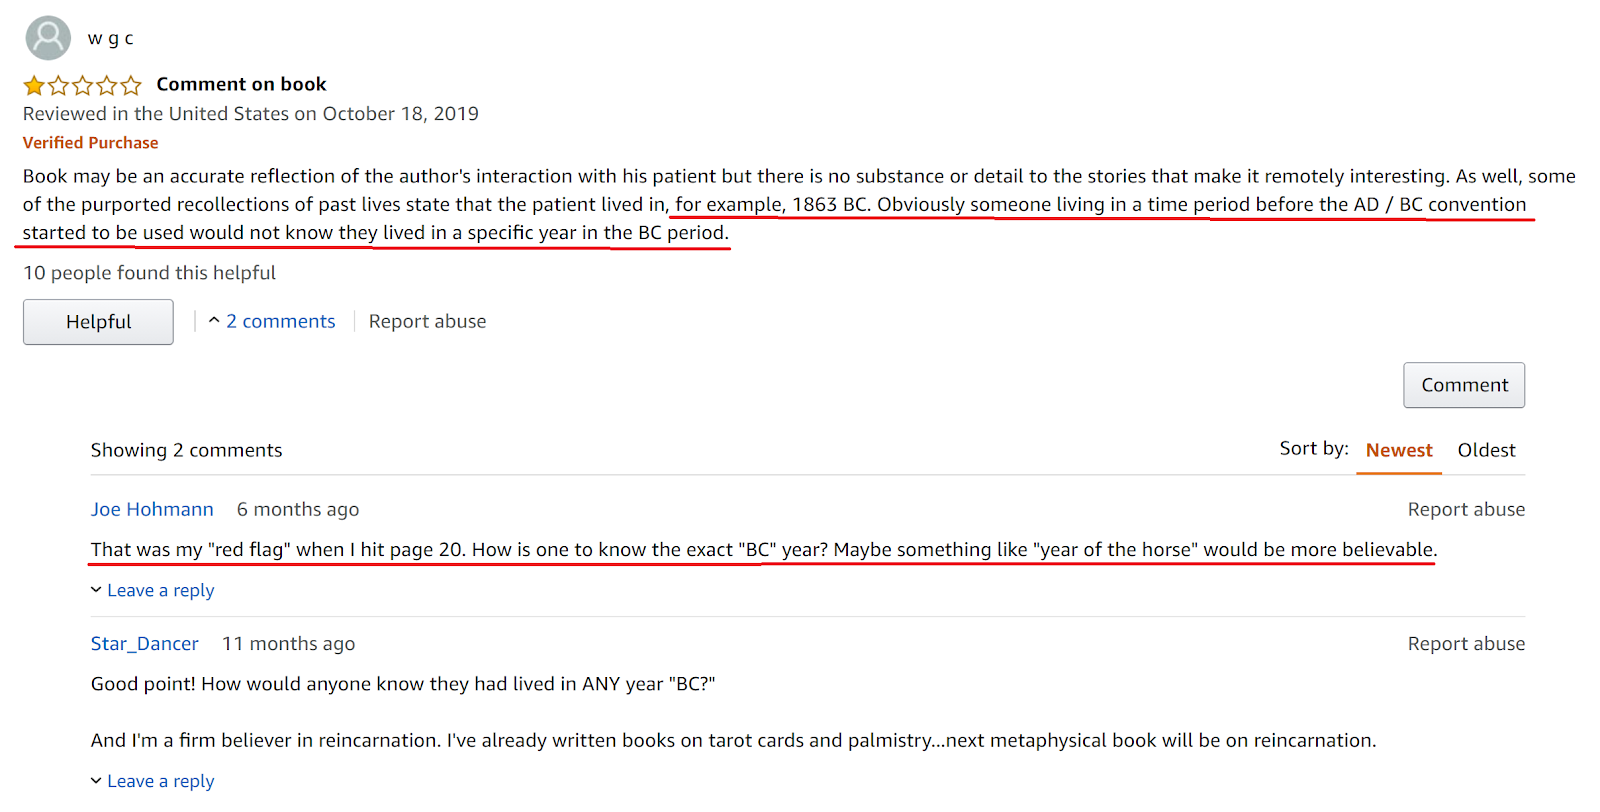 w g c
Comment on book
Reviewed in the United States on October 18, 2019
Verified Purchase
Book may be an accurate reflection of the author's interaction with his patient but there is no substance or detail to the stories that make it remotely interesting. As well, some
of the purported recollections of past lives state that the patient lived in, for example, 1863 BC. Obviously someone living in a time period before the AD / BC convention
started to be used would not know they lived in a specific year in the BC period.
10 people found this helpful
Helpful
2 comments
Report abuse
Comment
Showing 2 comments
Sort by: Newest Oldest
Joe Hohmann 6 months ago Report abuse
That was my "red flag" when I hit page 20. How is one to know the exact "BC" year? Maybe something like "year of the horse" would be more believable.
Leave a reply
Star_Dancer 11 months ago Report abuse
Good point! How would anyone know they had lived in ANY year "BC?"
And I'm a firm believer in reincarnation. I've already written books on tarot cards and palmistry...next metaphysical book will be on reincarnation.
Leave a reply